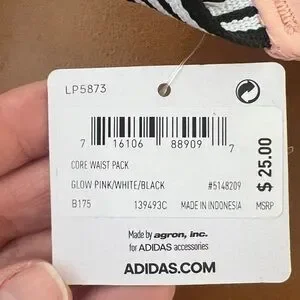 LP5873
7 16106 88909 7
CORE WAIST PACK
GLOW PINK/WHITE/BLACK #5148209
B175 139493C MADE IN INDONESIA MSRP
$ 25.00
Made by agron, inc.
for ADIDAS accessories
ADIDAS.COM